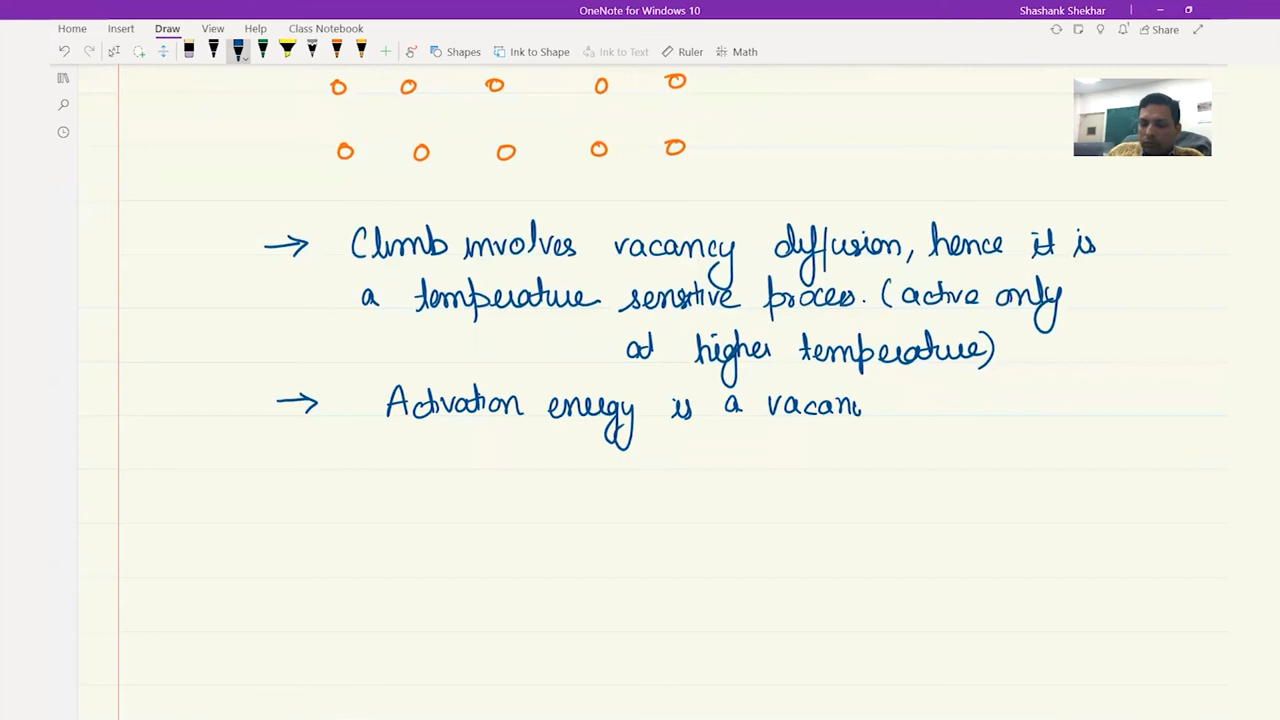 OneNote for Windows 10
Shashank Shekhar
Home Insert Draw View Help Class Notebook
Share
Shapes Ink to Shape Ink to Text Ruler Math
→ Climb involves vacancy diffusion, hence it is
a temperature sensitive process. (active only
at higher temperature)
→ Activation energy is a vacan